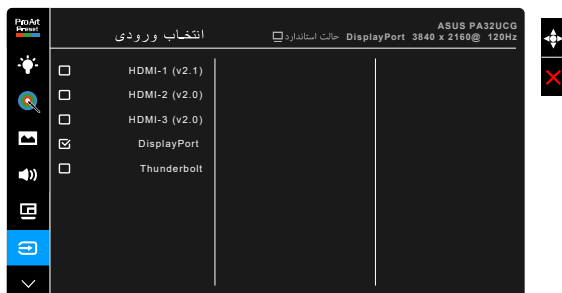 ProArt
Preset
انتخاب ورودی
ASUS PA32UCG
حالت استاندارد DisplayPort 3840 x 2160@ 120Hz
HDMI-1 (v2.1)
HDMI-2 (v2.0)
HDMI-3 (v2.0)
DisplayPort
Thunderbolt